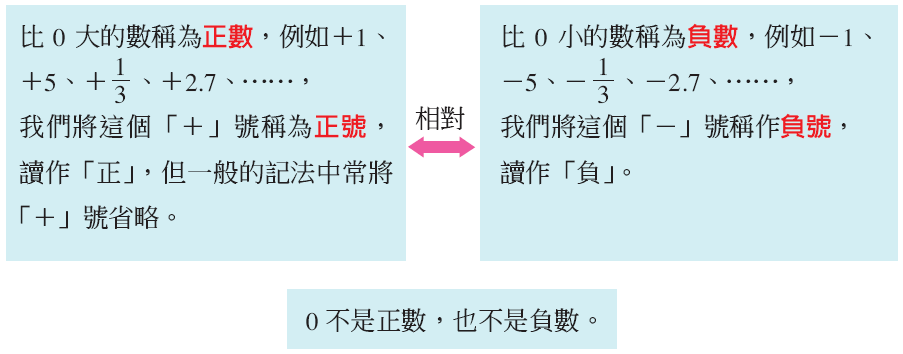 比 0 大的數稱為正數，例如＋1、
＋5、＋1/3、＋2.7、……，
我們將這個「＋」號稱為正號，
讀作「正」，但一般的記法中常將
「＋」號省略。
相對
比 0 小的數稱為負數，例如－1、
－5、－1/3、－2.7、……，
我們將這個「－」號稱作負號，
讀作「負」。
0 不是正數，也不是負數。